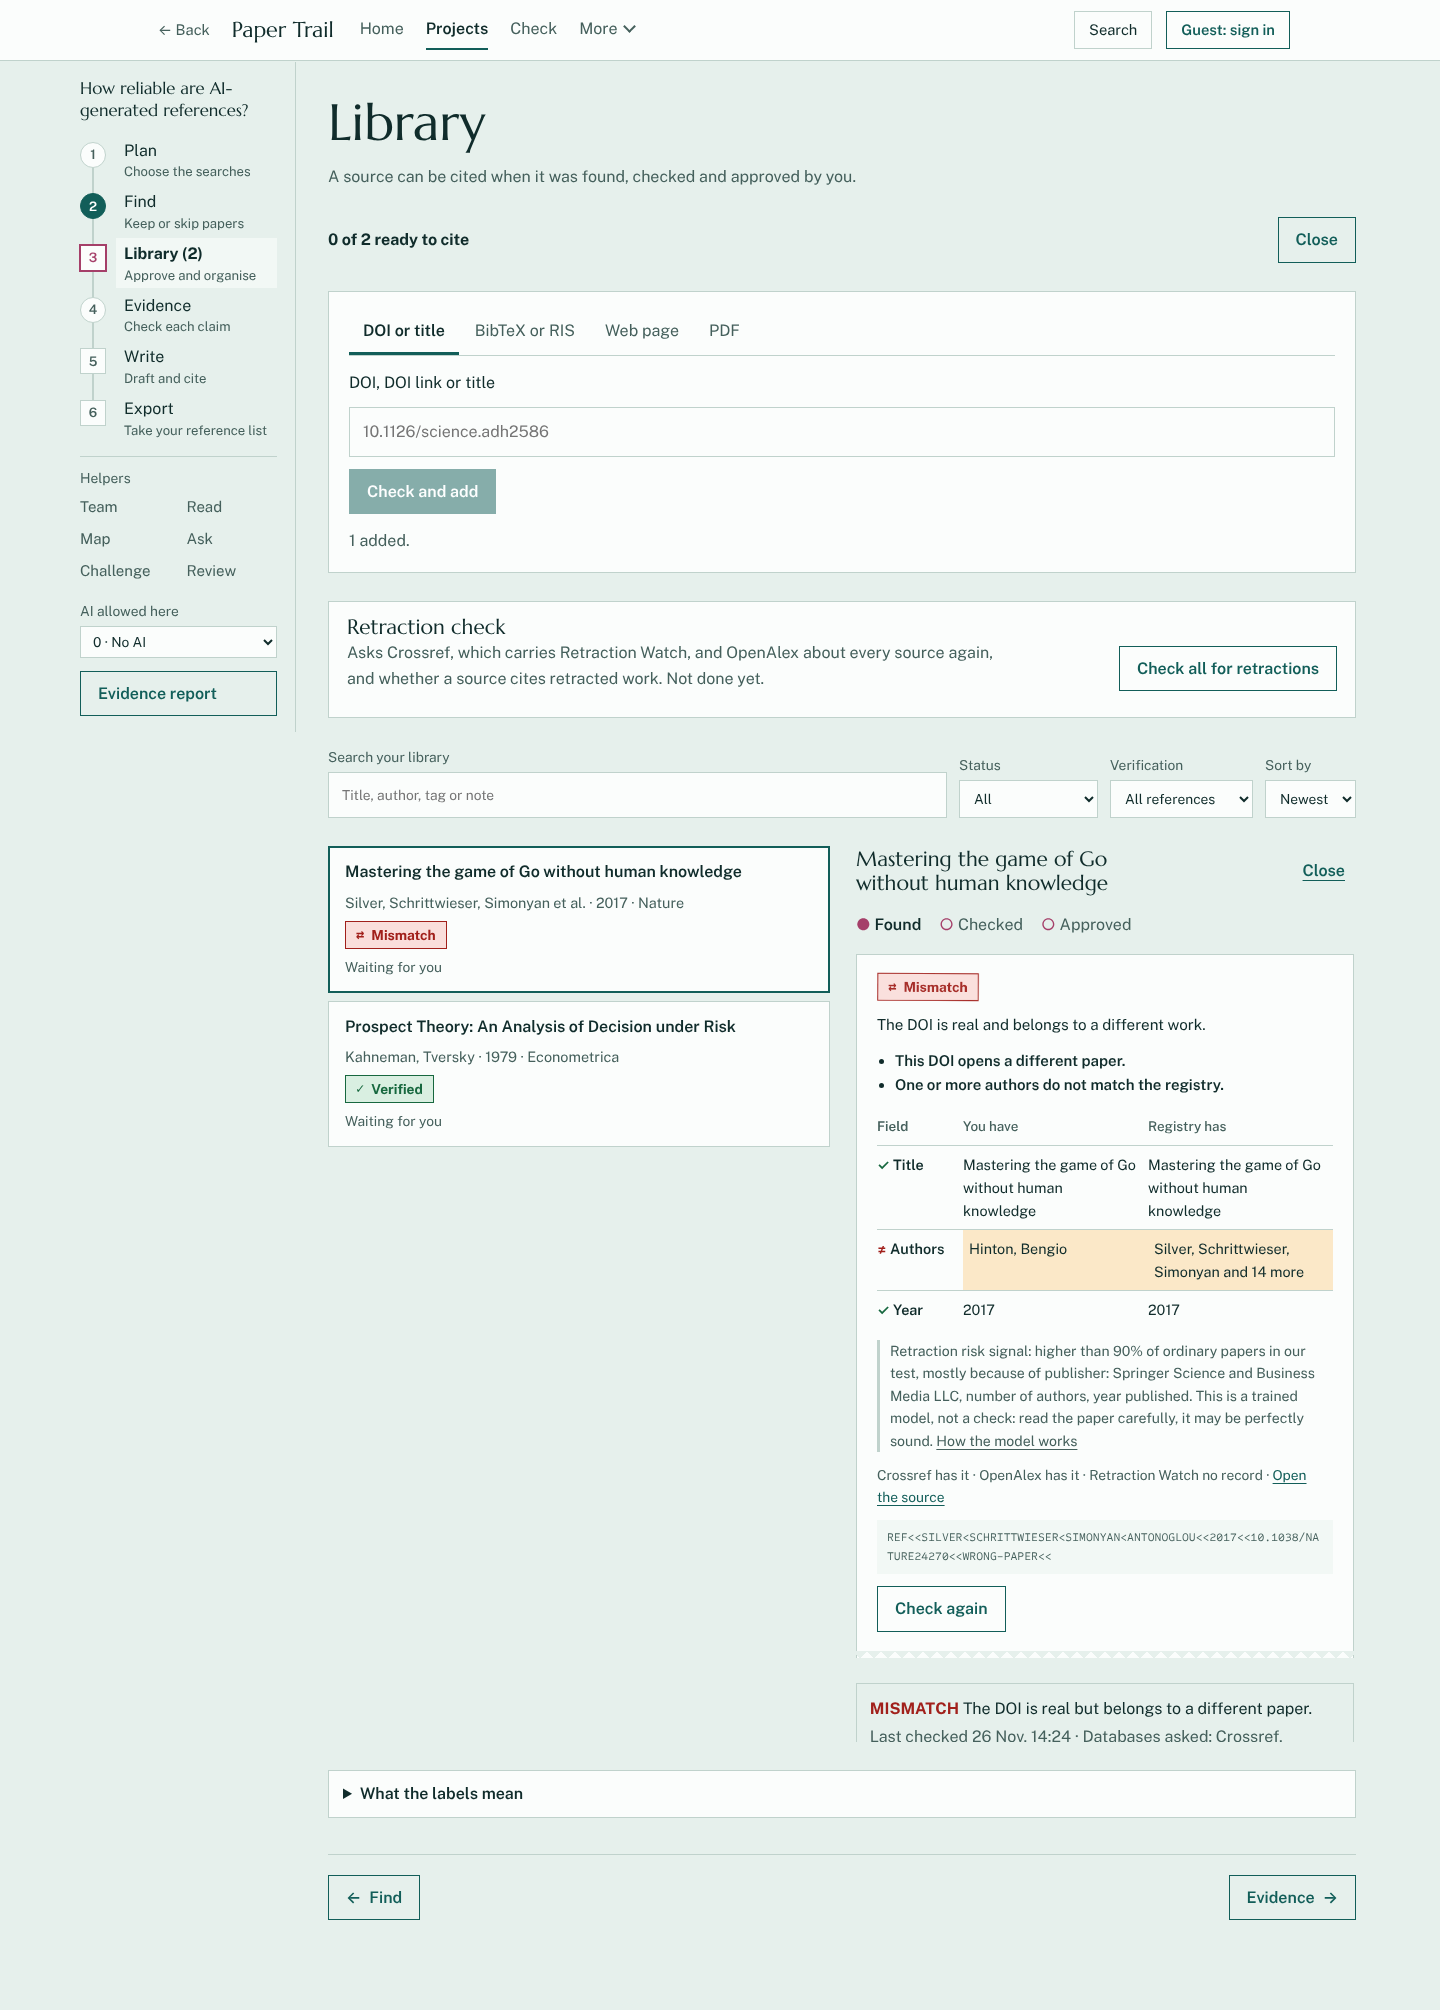 ← Back
Paper Trail
Home
Projects
Check
More
Search
Guest: sign in
How reliable are AI-
generated references?
1
Plan
Choose the searches
2
Find
Keep or skip papers
3
Library (2)
Approve and organise
4
Evidence
Check each claim
5
Write
Draft and cite
6
Export
Take your reference list
Helpers
Team
Read
Map
Ask
Challenge
Review
AI allowed here
0 · No AI
Evidence report
Library
A source can be cited when it was found, checked and approved by you.
0 of 2 ready to cite
Close
DOI or title
BibTeX or RIS
Web page
PDF
DOI, DOI link or title
10.1126/science.adh2586
Check and add
1 added.
Retraction check
Asks Crossref, which carries Retraction Watch, and OpenAlex about every source again,
and whether a source cites retracted work. Not done yet.
Check all for retractions
Search your library
Title, author, tag or note
Status
All
Verification
All references
Sort by
Newest
Mastering the game of Go without human knowledge
Silver, Schrittwieser, Simonyan et al. · 2017 · Nature
⇄ Mismatch
Waiting for you
Prospect Theory: An Analysis of Decision under Risk
Kahneman, Tversky · 1979 · Econometrica
✓ Verified
Waiting for you
Mastering the game of Go
without human knowledge
Close
Found
Checked
Approved
⇄ Mismatch
The DOI is real and belongs to a different work.
• This DOI opens a different paper.
• One or more authors do not match the registry.
Field
You have
Registry has
✓ Title
Mastering the game of Go
without human
knowledge
Mastering the game of Go
without human
knowledge
≠ Authors
Hinton, Bengio
Silver, Schrittwieser,
Simonyan and 14 more
✓ Year
2017
2017
Retraction risk signal: higher than 90% of ordinary papers in our
test, mostly because of publisher: Springer Science and Business
Media LLC, number of authors, year published. This is a trained
model, not a check: read the paper carefully, it may be perfectly
sound. How the model works
Crossref has it · OpenAlex has it · Retraction Watch no record · Open
the source
REF<<SILVER<SCHRITTWIESER<SIMONYAN<ANTONOGLOU<<2017<<10.1038/NA
TURE24270<<WRONG-PAPER<<
Check again
MISMATCH The DOI is real but belongs to a different paper.
Last checked 26 Nov, 14:24 · Databases asked: Crossref,
▶ What the labels mean
← Find
Evidence →